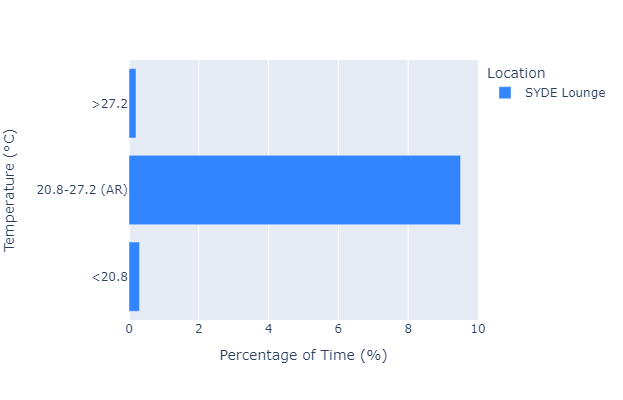 Location
SYDE Lounge
Temperature (°C)
>27.2
20.8-27.2 (AR)
<20.8
0 2 4 6 8 10
Percentage of Time (%)